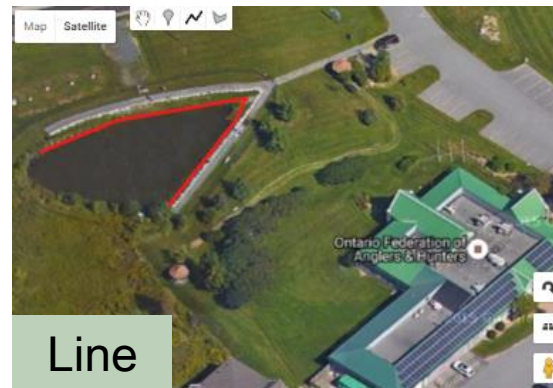 Map Satellite
Ontario Federation of
Anglers & Hunters
Line